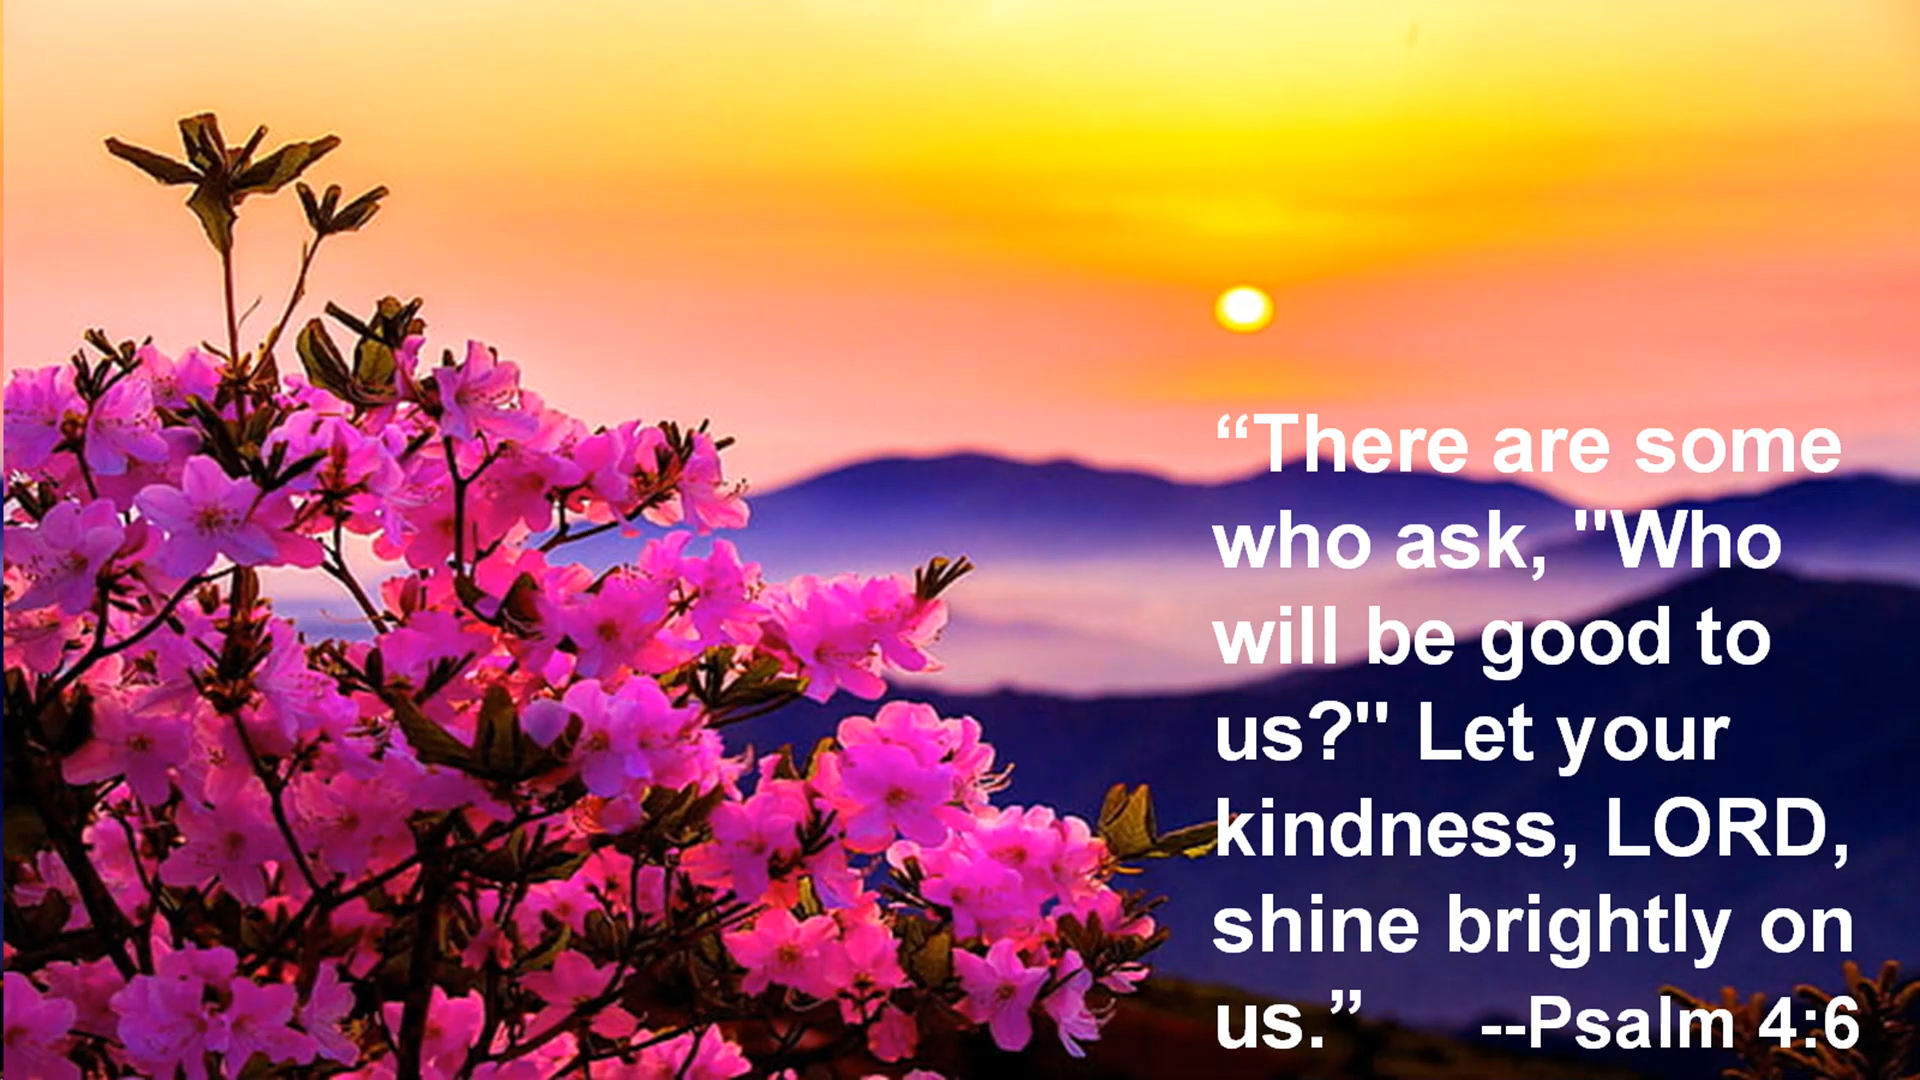 “There are some
who ask, "Who
will be good to
us?" Let your
kindness, LORD,
shine brightly on
us.” --Psalm 4:6